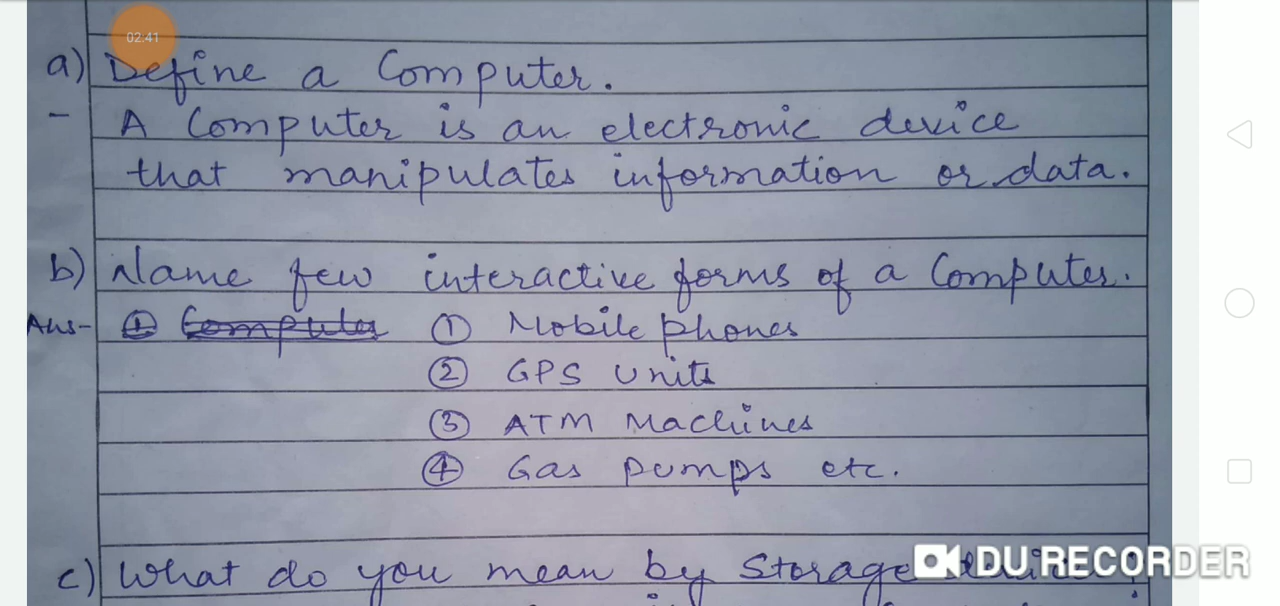 02:41
a) Define a Computer.
- A Computer is an electronic device
that manipulates information or data.
b) Name few interactive forms of a Computer.
Ans- ① Computer ① Mobile phones
② GPS Units
③ ATM Machines
④ Gas pumps etc.
c) What do you mean by Storage
DU RECORDER